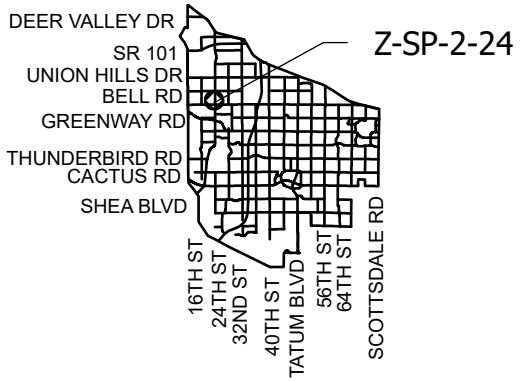 DEER VALLEY DR
Z-SP-2-24
SR 101
UNION HILLS DR
BELL RD
GREENWAY RD
THUNDERBIRD RD
CACTUS RD
SHEA BLVD
16TH ST
24TH ST
32ND ST
40TH ST
TATUM BLVD
56TH ST
64TH ST
SCOTTSDALE RD